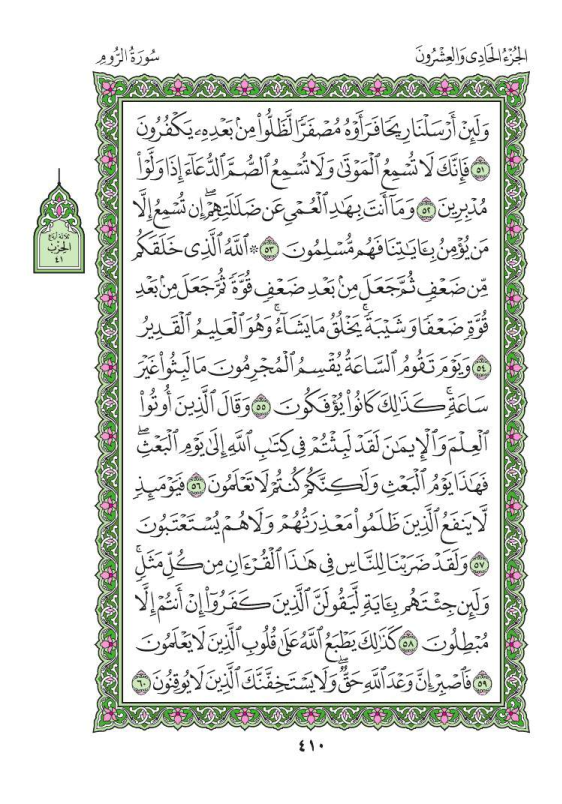 الجُزْءُ الحَادِي وَالعِشْرُونَ
سُورَةُ الرُّومِ
وَلَئِنْ أَرْسَلْنَا رِيحًا فَرَأَوْهُ مُصْفَرًّا لَّظَلُّوا۟ مِنۢ بَعْدِهِۦ يَكْفُرُونَ
٥١ فَإِنَّكَ لَا تُسْمِعُ ٱلْمَوْتَىٰ وَلَا تُسْمِعُ ٱلصُّمَّ ٱلدُّعَآءَ إِذَا وَلَّوْا۟
مُدْبِرِينَ ٥٢ وَمَآ أَنتَ بِهَٰدِ ٱلْعُمْىِ عَن ضَلَٰلَتِهِمْ ۖ إِن تُسْمِعُ إِلَّا
مَن يُؤْمِنُ بِـَٔايَٰتِنَا فَهُم مُّسْلِمُونَ ٥٣ ۞ ٱللَّهُ ٱلَّذِى خَلَقَكُم
مِّن ضَعْفٍ ثُمَّ جَعَلَ مِنۢ بَعْدِ ضَعْفٍ قُوَّةً ثُمَّ جَعَلَ مِنۢ بَعْدِ
قُوَّةٍ ضَعْفًا وَشَيْبَةً ۚ يَخْلُقُ مَا يَشَآءُ ۖ وَهُوَ ٱلْعَلِيمُ ٱلْقَدِيرُ
٥٤ وَيَوْمَ تَقُومُ ٱلسَّاعَةُ يُقْسِمُ ٱلْمُجْرِمُونَ مَا لَبِثُوا۟ غَيْرَ
سَاعَةٍ ۚ كَذَٰلِكَ كَانُوا۟ يُؤْفَكُونَ ٥٥ وَقَالَ ٱلَّذِينَ أُوتُوا۟
ٱلْعِلْمَ وَٱلْإِيمَٰنَ لَقَدْ لَبِثْتُمْ فِى كِتَٰبِ ٱللَّهِ إِلَىٰ يَوْمِ ٱلْبَعْثِ ۖ
فَهَٰذَا يَوْمُ ٱلْبَعْثِ وَلَٰكِنَّكُمْ كُنتُمْ لَا تَعْلَمُونَ ٥٦ فَيَوْمَئِذٍ
لَّا يَنفَعُ ٱلَّذِينَ ظَلَمُوا۟ مَعْذِرَتُهُمْ وَلَا هُمْ يُسْتَعْتَبُونَ
٥٧ وَلَقَدْ ضَرَبْنَا لِلنَّاسِ فِى هَٰذَا ٱلْقُرْءَانِ مِن كُلِّ مَثَلٍ ۚ
وَلَئِن جِئْتَهُم بِـَٔايَةٍ لَّيَقُولَنَّ ٱلَّذِينَ كَفَرُوٓا۟ إِنْ أَنتُمْ إِلَّا
مُبْطِلُونَ ٥٨ كَذَٰلِكَ يَطْبَعُ ٱللَّهُ عَلَىٰ قُلُوبِ ٱلَّذِينَ لَا يَعْلَمُونَ
٥٩ فَٱصْبِرْ إِنَّ وَعْدَ ٱللَّهِ حَقٌّ ۖ وَلَا يَسْتَخِفَّنَّكَ ٱلَّذِينَ لَا يُوقِنُونَ ٦٠
ثلاثة أرباع
الحزب
٤١
٤١٠